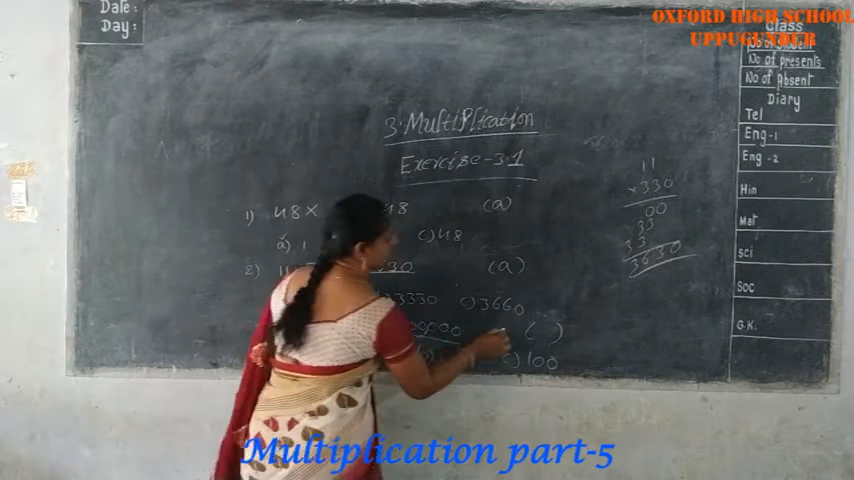 OXFORD HIGH SCHOOL
UPPUGUNDUR
Date:
Day:
Class
No of Student
No of presents
No of Absent
Diary
Tel
Eng-1
Eng-2
Hin
Mat
Sci
Soc
G.K.
3. Multiplication
Exercise-3.1
1) 48× 48 (a)
a) 1 c) 48
2) (a)
3330 c) 3660
( )
c) 100
11
×330
00
33
33
3630
Multiplication part-5